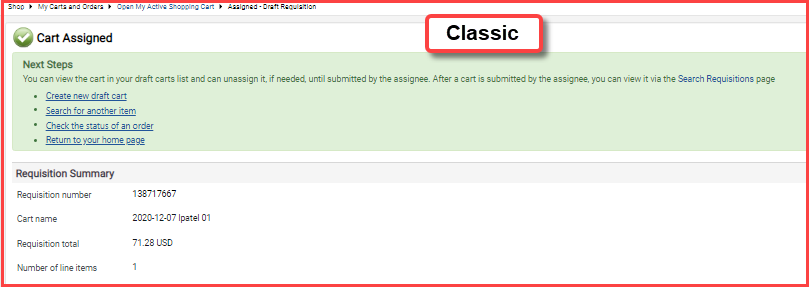 Shop My Carts and Orders Open My Active Shopping Cart Assigned - Draft Requisition
Classic
Cart Assigned
Next Steps
You can view the cart in your draft carts list and can unassign it, if needed, until submitted by the assignee. After a cart is submitted by the assignee, you can view it via the Search Requisitions page
Create new draft cart
Search for another item
Check the status of an order
Return to your home page
Requisition Summary
Requisition number 138717667
Cart name 2020-12-07 lpatel 01
Requisition total 71.28 USD
Number of line items 1